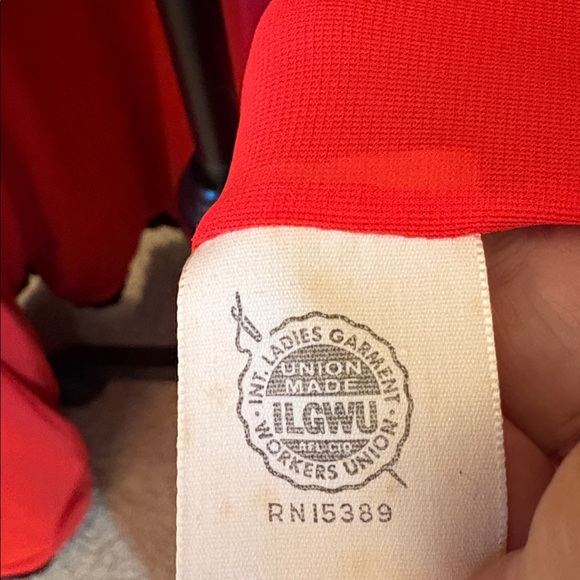 INT. LADIES GARMENT
UNION
MADE
ILGWU
AFL-CIO
WORKERS UNION
RN15389